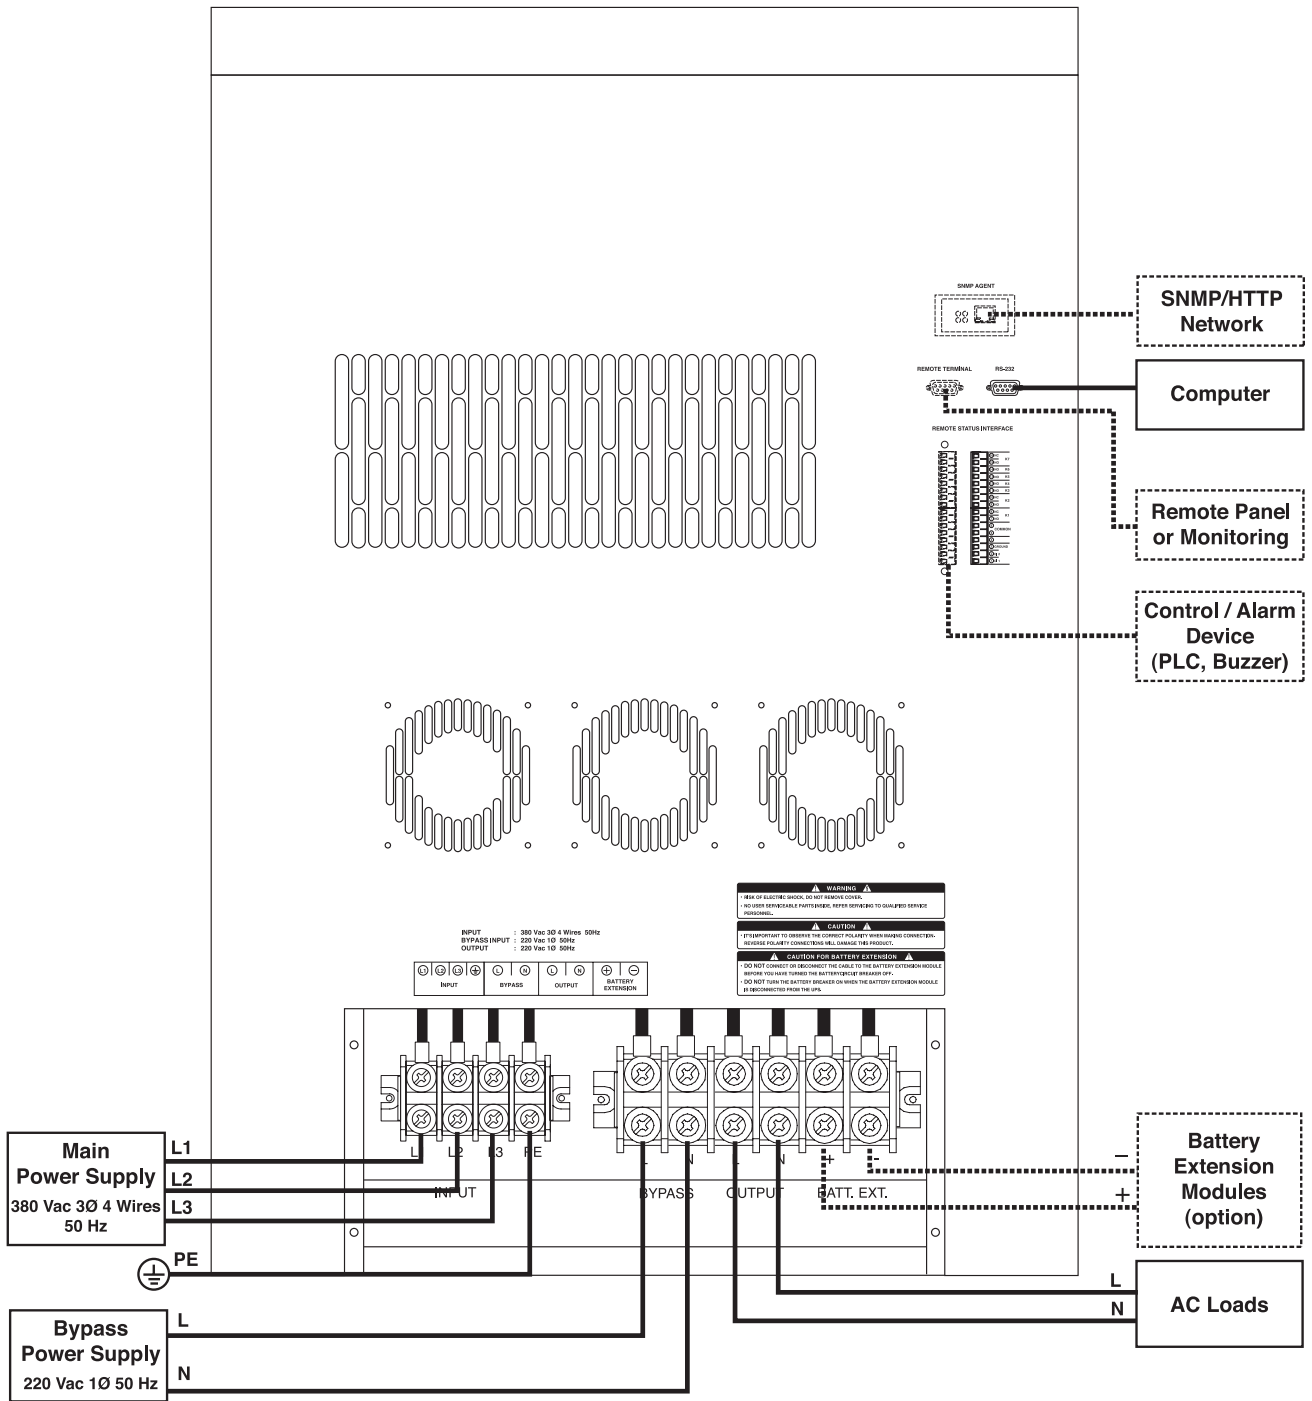 SNMP AGENT
SNMP/HTTP
Network
REMOTE TERMINAL
RS-232
Computer
REMOTE STATUS INTERFACE
COMMON
GROUND
Remote Panel
or Monitoring
Control / Alarm
Device
(PLC, Buzzer)
WARNING
• RISK OF ELECTRIC SHOCK, DO NOT REMOVE COVER.
• NO USER SERVICEABLE PARTS INSIDE, REFER SERVICING TO QUALIFIED SERVICE
PERSONNEL.
CAUTION
• IT'S IMPORTANT TO OBSERVE THE CORRECT POLARITY WHEN MAKING CONNECTION.
REVERSE POLARITY CONNECTIONS WILL DAMAGE THIS PRODUCT.
CAUTION FOR BATTERY EXTENSION
• DO NOT CONNECT OR DISCONNECT THE CABLE TO THE BATTERY EXTENSION MODULE
BEFORE YOU HAVE TURNED THE BATTERY CIRCUIT BREAKER OFF.
• DO NOT TURN THE BATTERY BREAKER ON WHEN THE BATTERY EXTENSION MODULE
IS DISCONNECTED FROM THE UPS.
INPUT : 380 Vac 3Ø 4 Wires 50Hz
BYPASS INPUT : 220 Vac 1Ø 50Hz
OUTPUT : 220 Vac 1Ø 50Hz
L1 L2 L3 L N L N + −
INPUT BYPASS OUTPUT BATTERY
EXTENSION
L2 PE + -
INPUT BYPASS OUTPUT BATT. EXT.
Main
Power Supply
380 Vac 3Ø 4 Wires
50 Hz
L1
L2
L3
PE
Bypass
Power Supply
220 Vac 1Ø 50 Hz
L
N
−
+
Battery
Extension
Modules
(option)
L
N
AC Loads